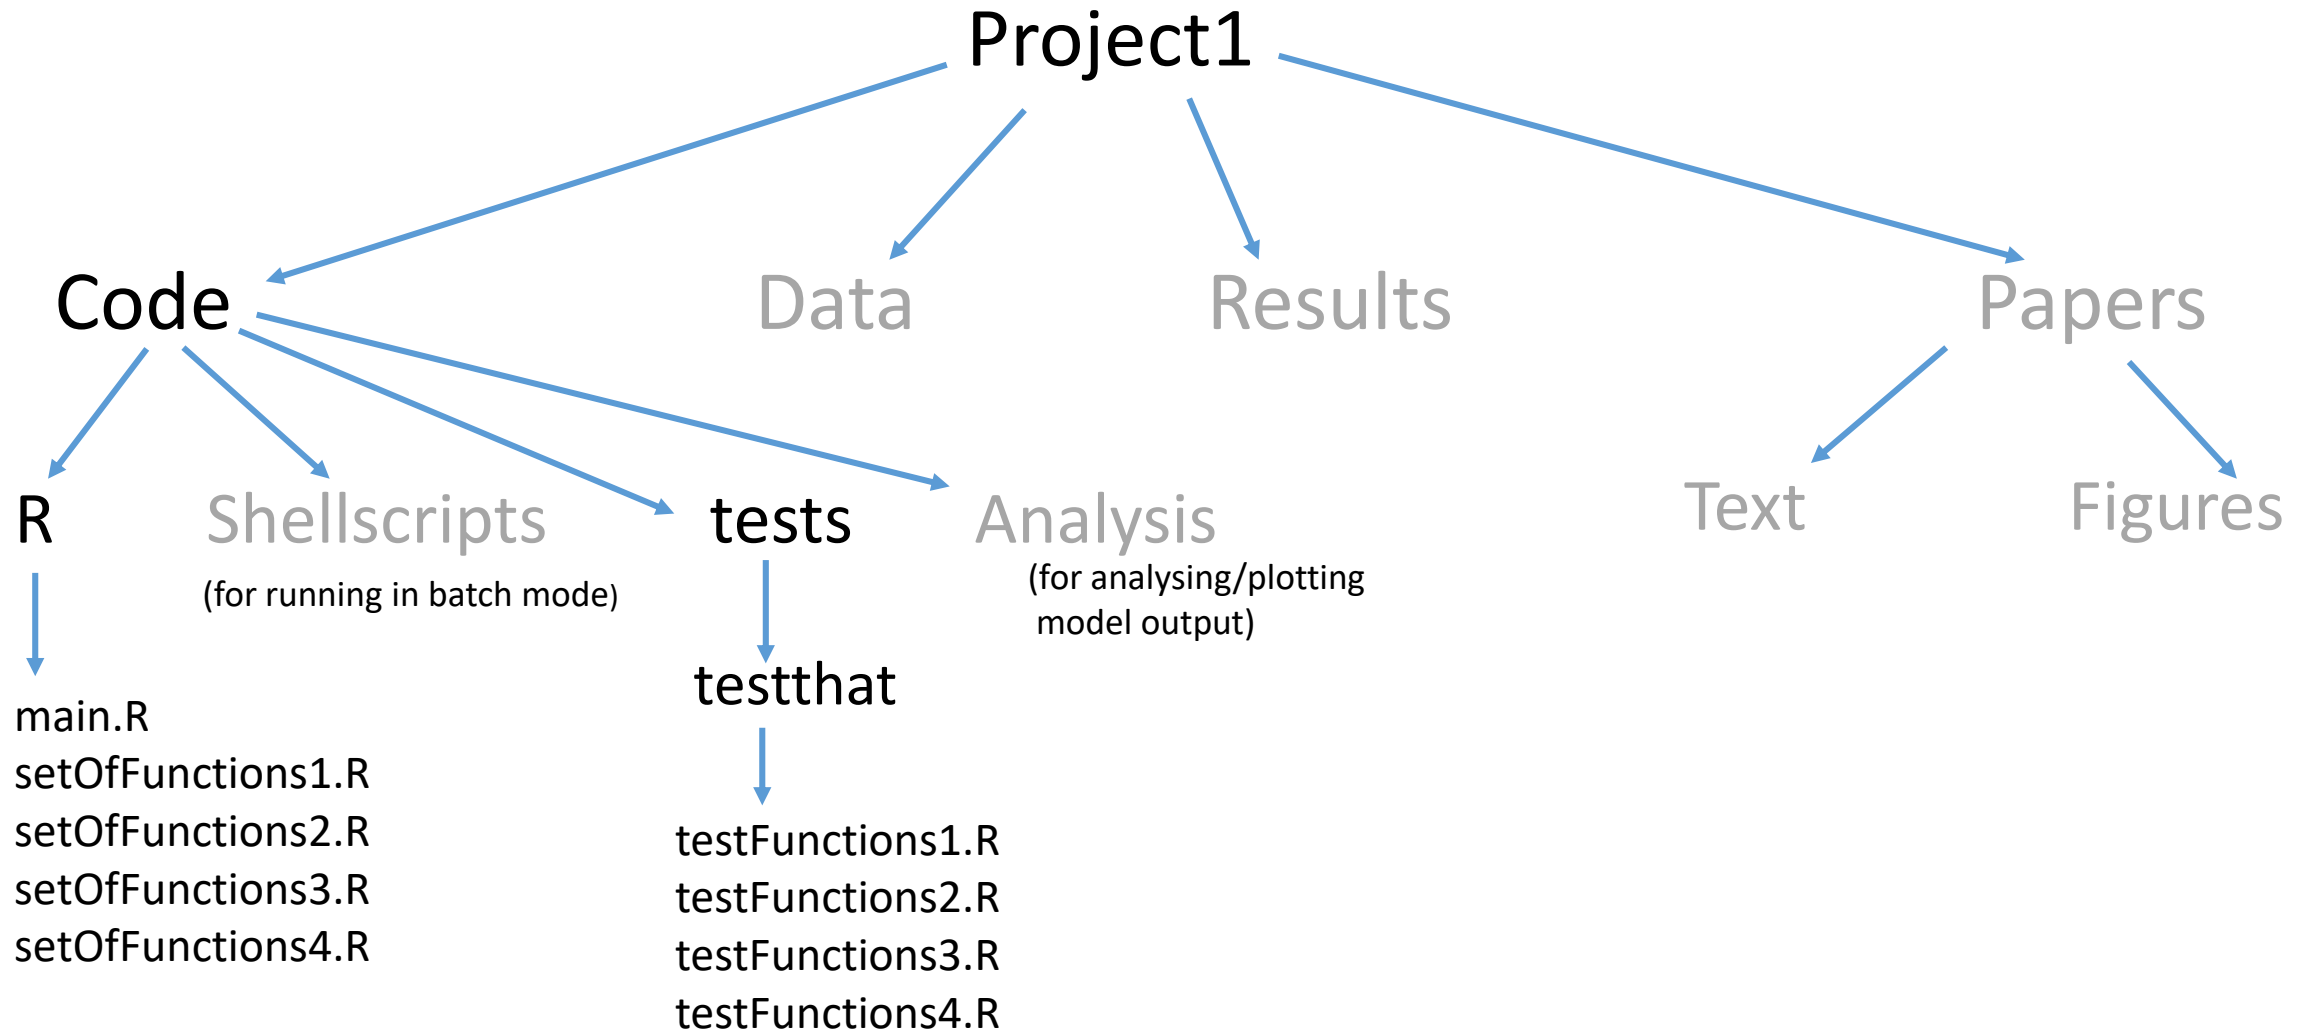 Project1
Code
Data
Results
Papers
R
Shellscripts
(for running in batch mode)
tests
Analysis
(for analysing/plotting
model output)
Text
Figures
main.R
setOfFunctions1.R
setOfFunctions2.R
setOfFunctions3.R
setOfFunctions4.R
testthat
testFunctions1.R
testFunctions2.R
testFunctions3.R
testFunctions4.R